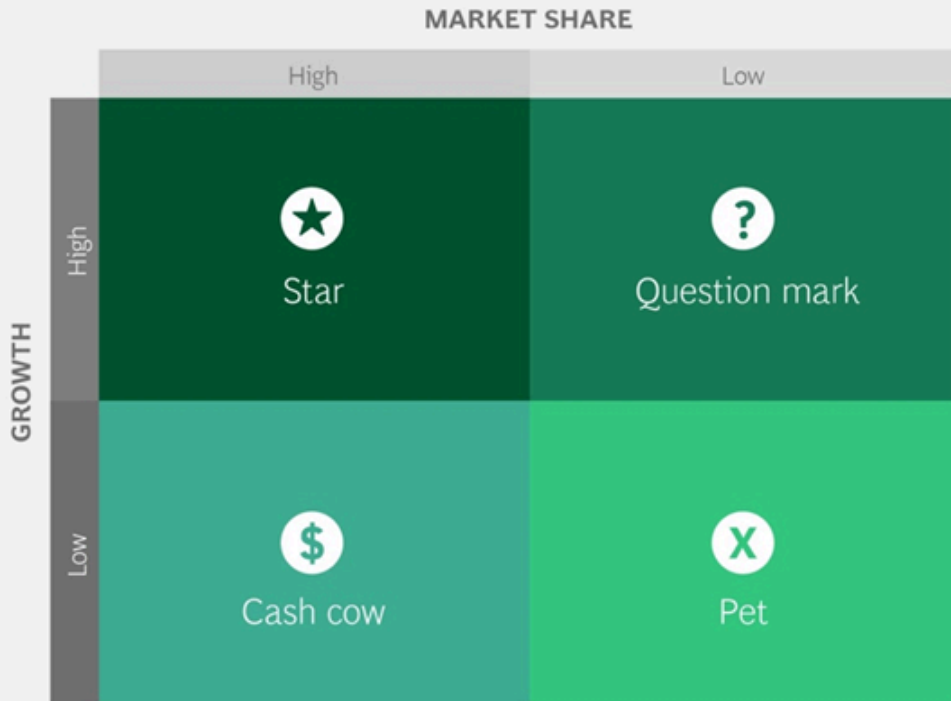 MARKET SHARE
High Low
High
★ ?
Star Question mark
GROWTH
Low
$ X
Cash cow Pet